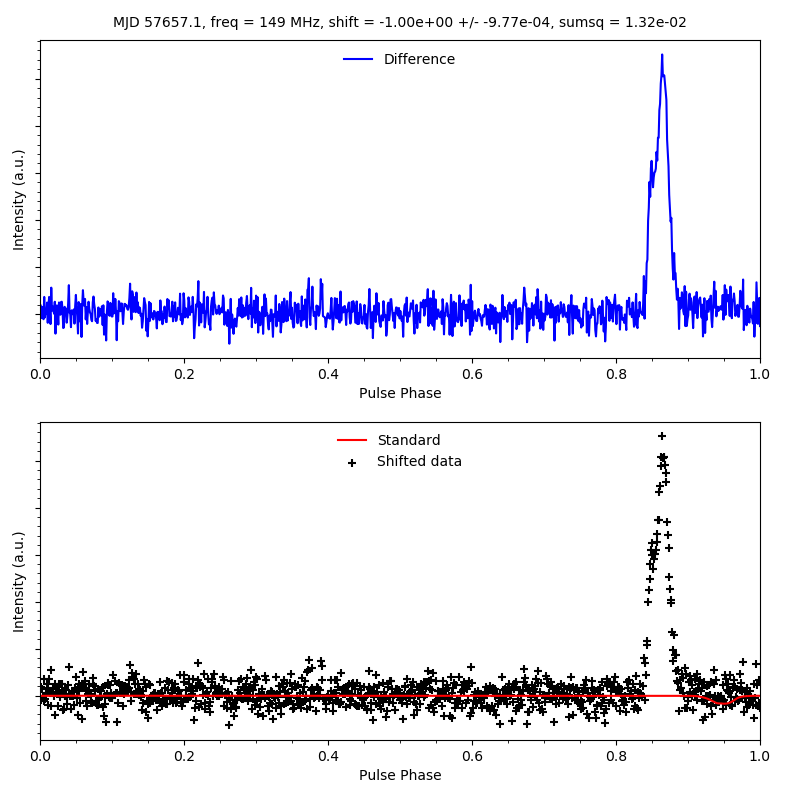 MJD 57657.1, freq = 149 MHz, shift = -1.00e+00 +/- -9.77e-04, sumsq = 1.32e-02
Difference
Intensity (a.u.)
0.0 0.2 0.4 0.6 0.8 1.0
Pulse Phase
Standard
Shifted data
Intensity (a.u.)
0.0 0.2 0.4 0.6 0.8 1.0
Pulse Phase